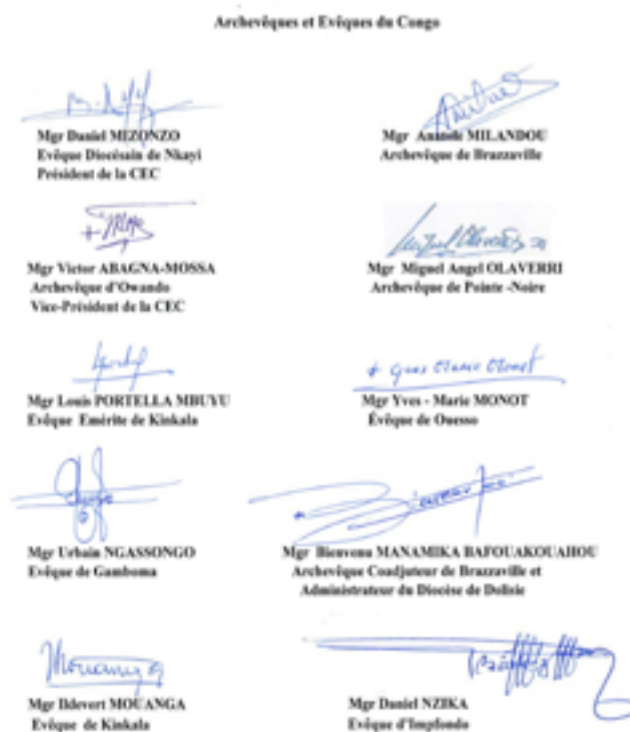 Archevêques et Evêques du Congo
Mgr Daniel MIZONZO
Evêque Diocésain de Nkayi
Président de la CEC
Mgr Anatole MILANDOU
Archevêque de Brazzaville
Mgr Victor ABAGNA-MOSSA
Archevêque d'Owando
Vice-Président de la CEC
Mgr Miguel Angel OLAVERRI
Archevêque de Pointe -Noire
Mgr Louis PORTELLA MBUYU
Evêque Emérite de Kinkala
Mgr Yves - Marie MONOT
Évêque de Ouesso
Mgr Urbain NGASSONGO
Evêque de Gamboma
Mgr Bienvenu MANAMIKA BAFOUAKOUAHOU
Archevêque Coadjuteur de Brazzaville et
Administrateur du Diocèse de Dolisie
Mouanga
Mgr Ildevert MOUANGA
Evêque de Kinkala
Mgr Daniel NZIKA
Evêque d'Impfondo